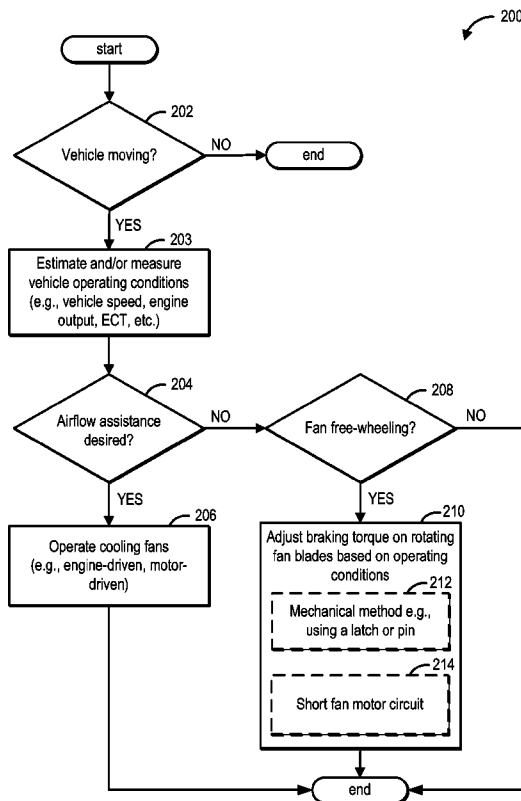 200
start
202
Vehicle moving?
NO
end
YES
203
Estimate and/or measure
vehicle operating conditions
(e.g., vehicle speed, engine
output, ECT, etc.)
204
Airflow assistance
desired?
NO
208
Fan free-wheeling?
NO
YES
206
Operate cooling fans
(e.g., engine-driven, motor-
driven)
YES
210
Adjust braking torque on rotating
fan blades based on operating
conditions
212
Mechanical method e.g.,
using a latch or pin
214
Short fan motor circuit
end